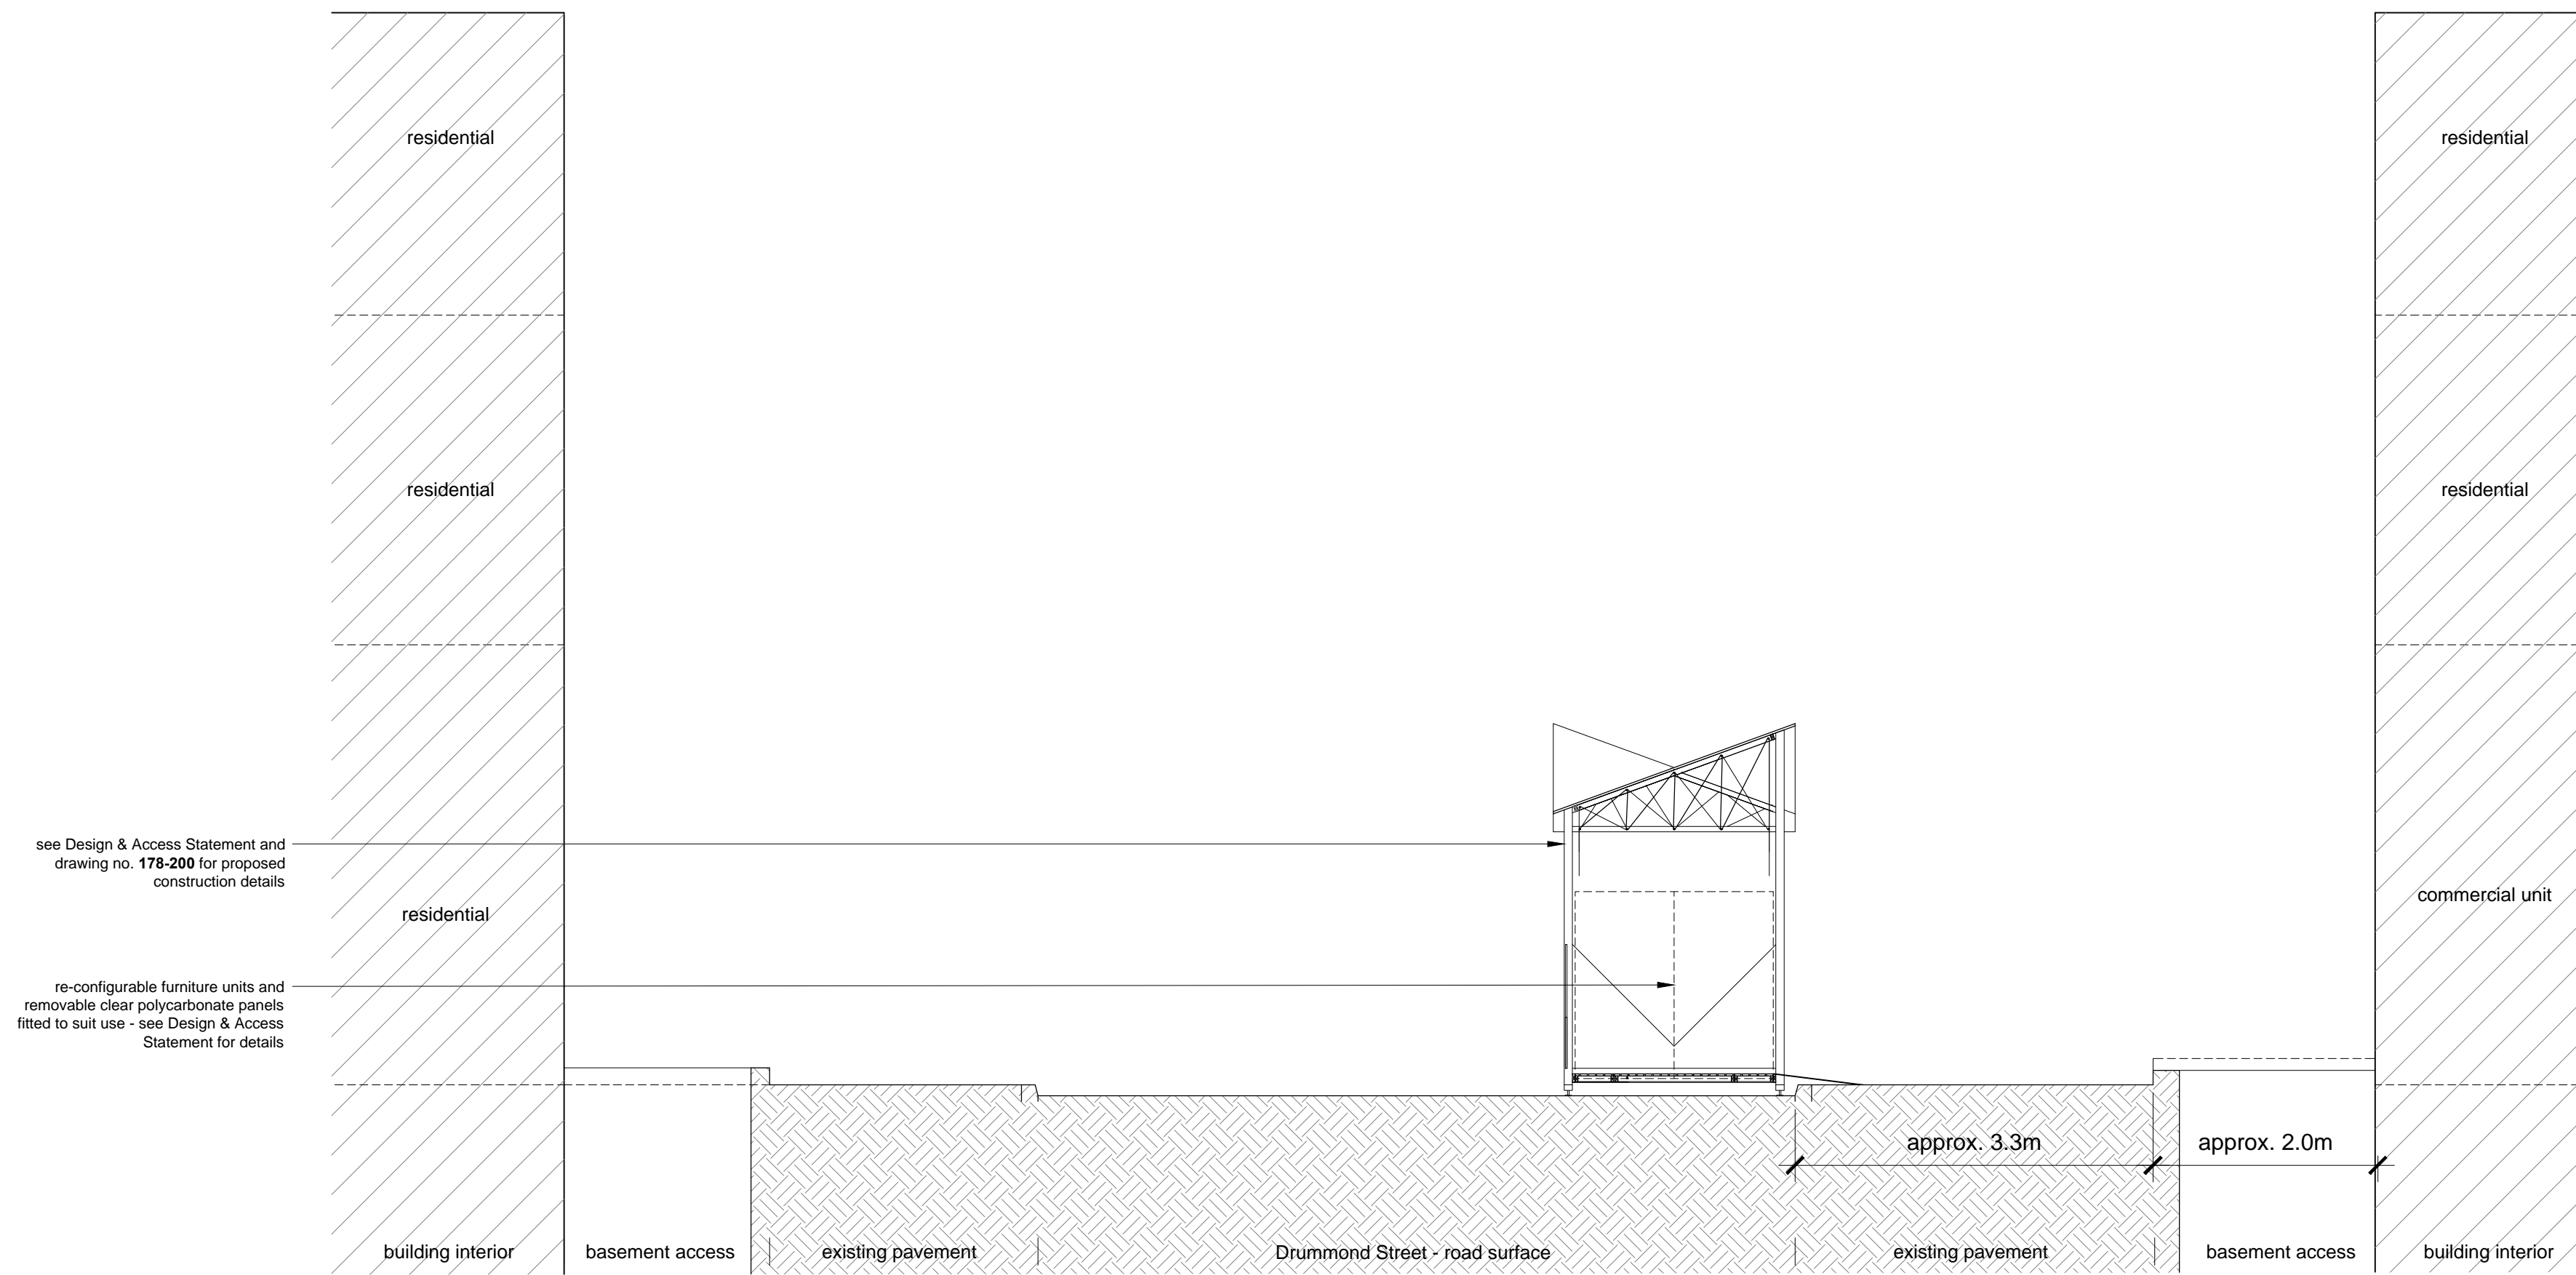 residential
residential
residential
residential
see Design & Access Statement and
drawing no. 178-200 for proposed
construction details
residential
commercial unit
re-configurable furniture units and
removable clear polycarbonate panels
fitted to suit use - see Design & Access
Statement for details
approx. 3.3m
approx. 2.0m
building interior
basement access
existing pavement
Drummond Street - road surface
existing pavement
basement access
building interior